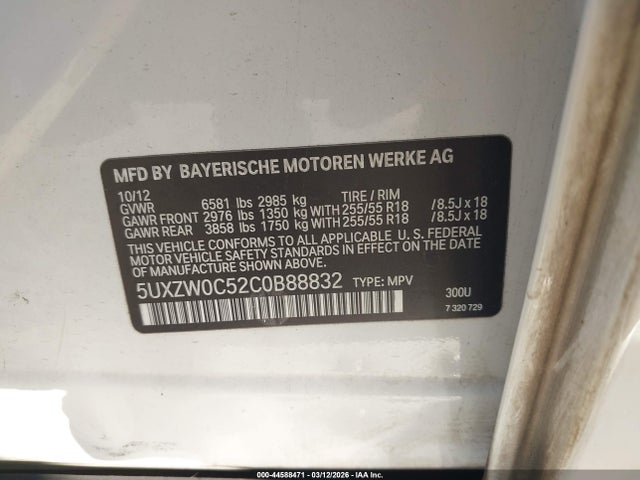 MFD BY BAYERISCHE MOTOREN WERKE AG
10/12
GVWR 6581 lbs 2985 kg TIRE / RIM
GAWR FRONT 2976 lbs 1350 kg WITH 255/55 R18 /8.5J x 18
GAWR REAR 3858 lbs 1750 kg WITH 255/55 R18 /8.5J x 18
THIS VEHICLE CONFORMS TO ALL APPLICABLE U.S. FEDERAL
MOTOR VEHICLE SAFETY STANDARDS IN EFFECT ON THE
DATE OF MANUFACTURE SHOWN ABOVE.
5UXZW0C52C0B88832 TYPE: MPV
300U
7 320 729
000-44588471 - 03/12/2026 - IAA Inc.